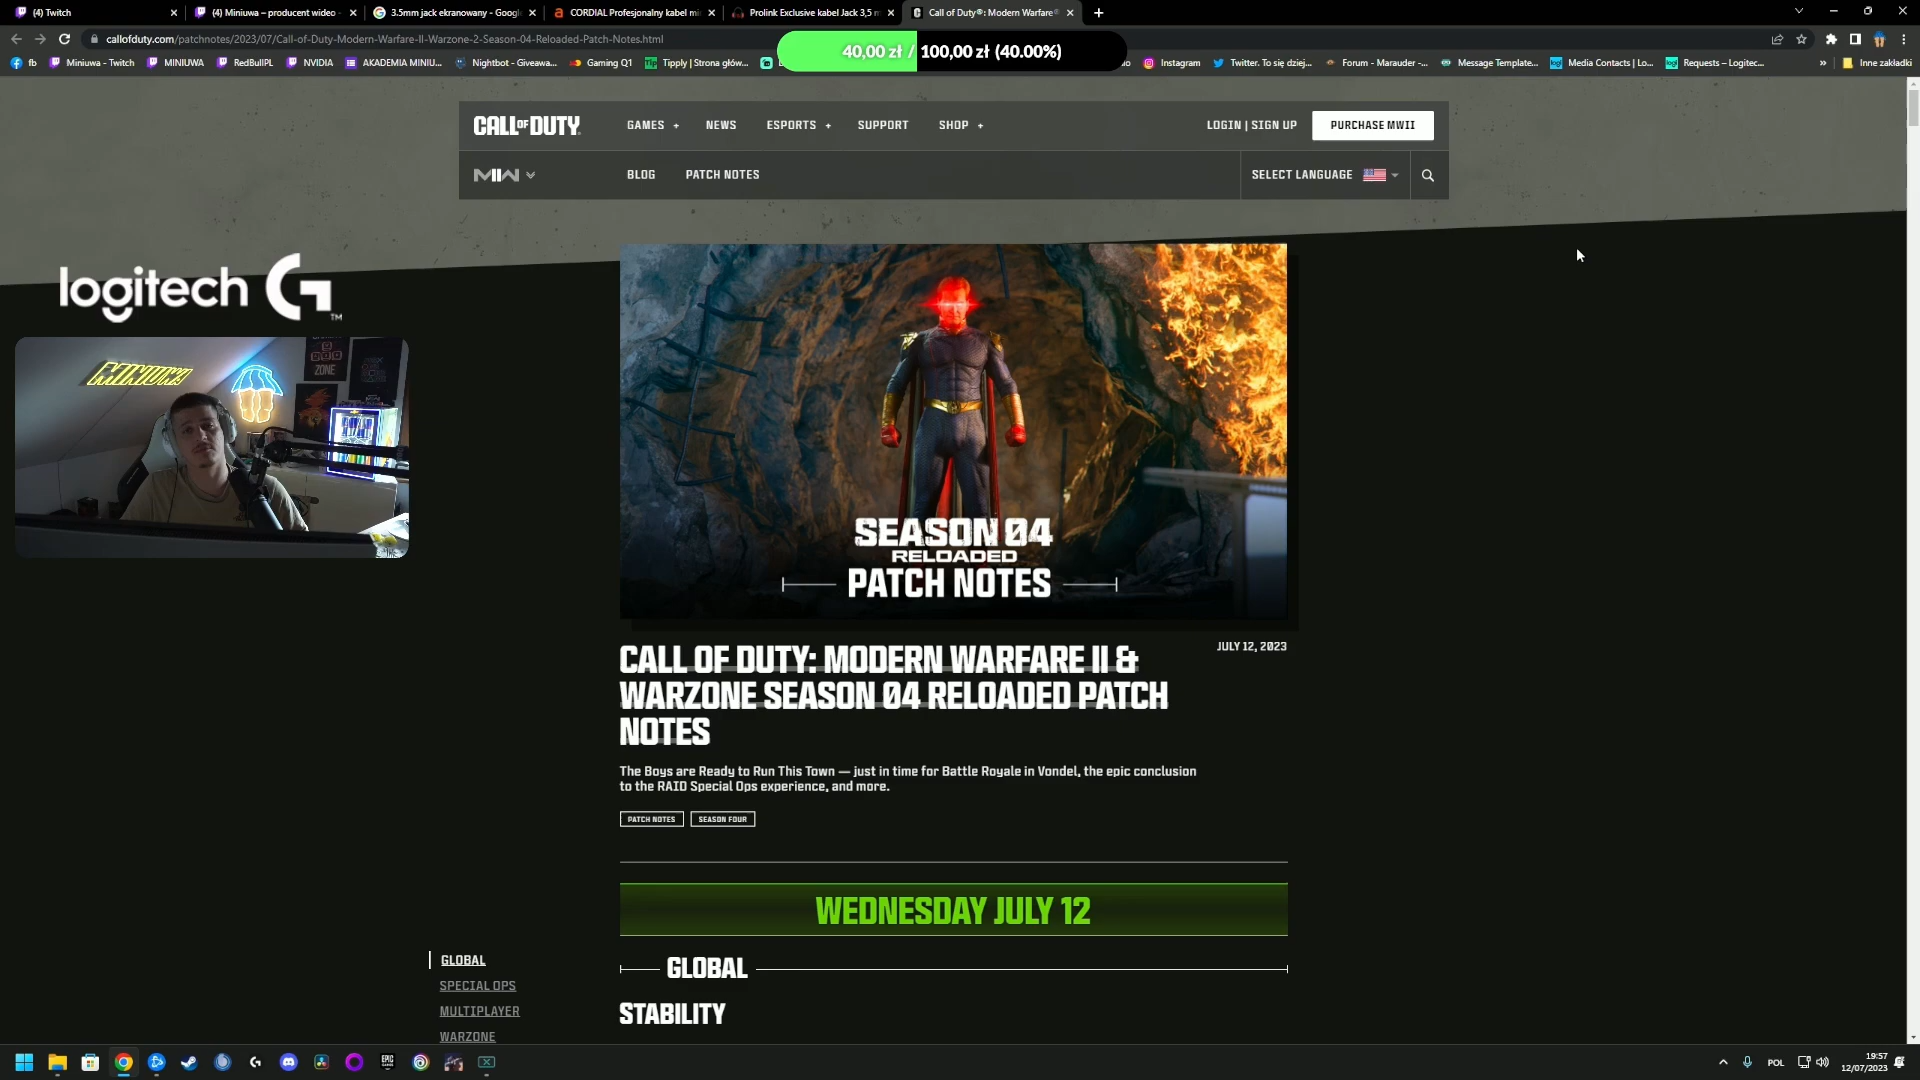 (4) Twitch
(4) Miniuwa – producent wideo -
3.5mm jack ekranowany - Googl
CORDIAL Profesjonalny kabel mi
Prolink Exclusive kabel Jack 3,5 m
Call of Duty®: Modern Warfare®
callofduty.com/patchnotes/2023/07/Call-of-Duty-Modern-Warfare-II-Warzone-2-Season-04-Reloaded-Patch-Notes.html
40,00 zł / 100,00 zł (40.00%)
fb
Miniuwa - Twitch
MINIUWA
RedBullPL
NVIDIA
AKADEMIA MINIU...
Nightbot - Giveawa...
Gaming Q1
Tipply | Strona głów...
Instagram
Twitter. To się dziej...
Forum - Marauder -...
Message Template...
Media Contacts | Lo...
Requests – Logitec...
»
Inne zakładki
CALL OF DUTY
GAMES +
NEWS
ESPORTS +
SUPPORT
SHOP +
LOGIN | SIGN UP
PURCHASE MWII
MWII
BLOG
PATCH NOTES
SELECT LANGUAGE
logitech G™
MINIUWA
ZONE
SEASON 04
RELOADED
PATCH NOTES
CALL OF DUTY: MODERN WARFARE II &
WARZONE SEASON 04 RELOADED PATCH
NOTES
JULY 12, 2023
The Boys are Ready to Run This Town — just in time for Battle Royale in Vondel, the epic conclusion
to the RAID Special Ops experience, and more.
PATCH NOTES
SEASON FOUR
WEDNESDAY JULY 12
GLOBAL
SPECIAL OPS
MULTIPLAYER
WARZONE
GLOBAL
STABILITY
POL
19:57
12/07/2023